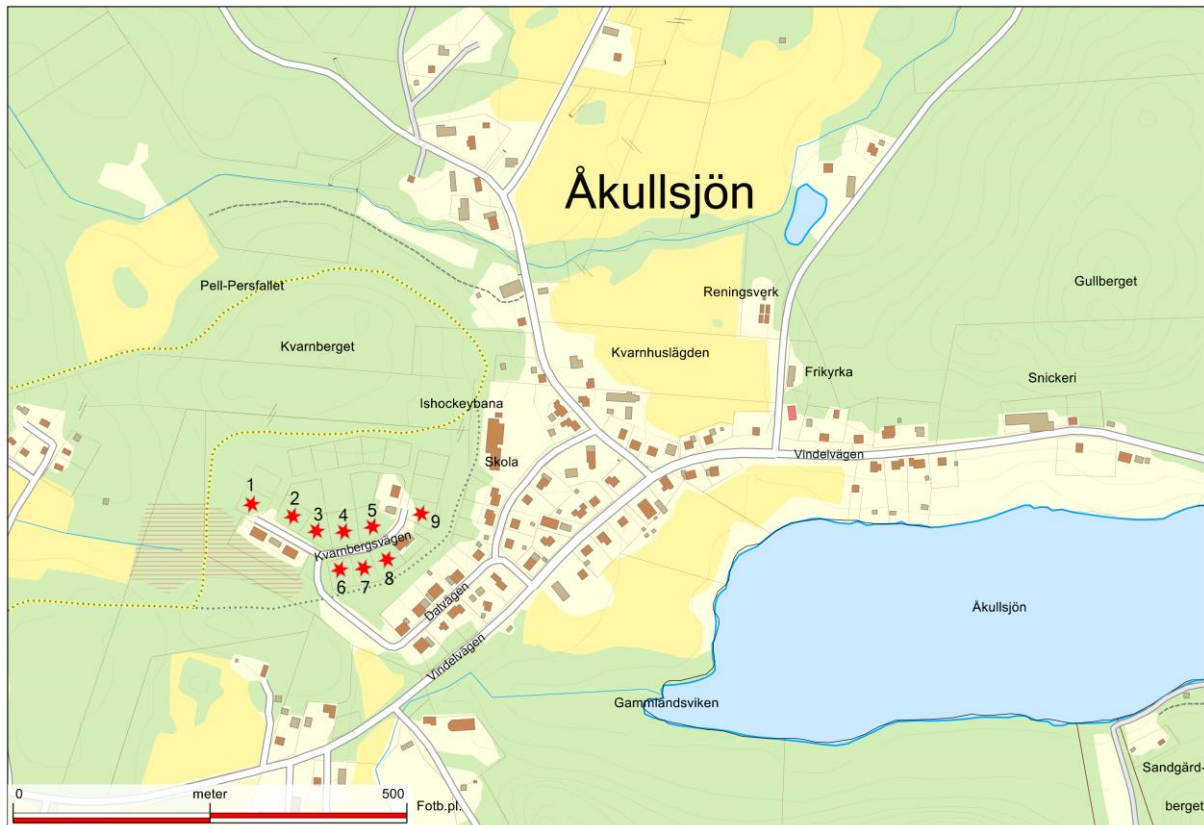 Åkullsjön
Pell-Persfallet
Reningsverk
Gullberget
Kvarnberget
Kvarnhuslägden
Frikyrka
Snickeri
Ishockeybana
Skola
Vindelvägen
1
2
3
4
5
9
Kvarnbergsvägen
6
7
8
Dalvägen
Åkullsjön
Vindelvägen
Gammlandsviken
Sandgärd-
berget
Fotb.pl.
0 meter 500